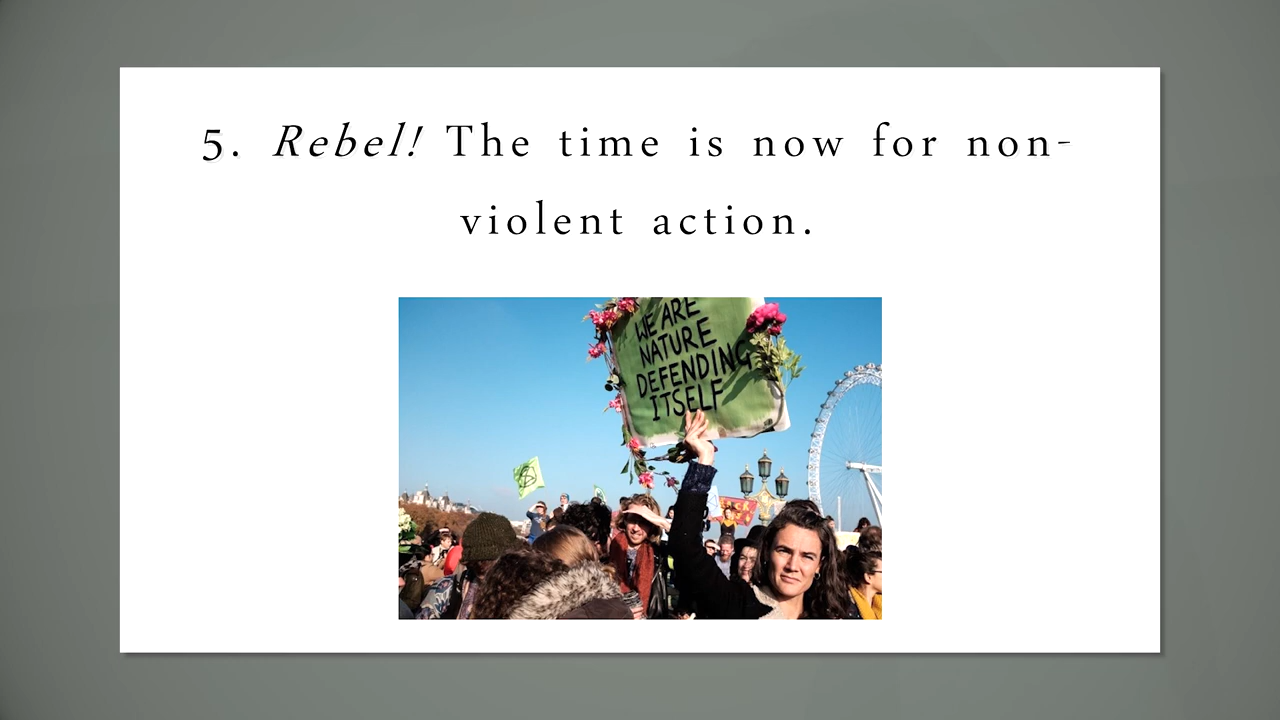 5. Rebel! The time is now for non-
violent action.
WE ARE
NATURE
DEFENDING
ITSELF